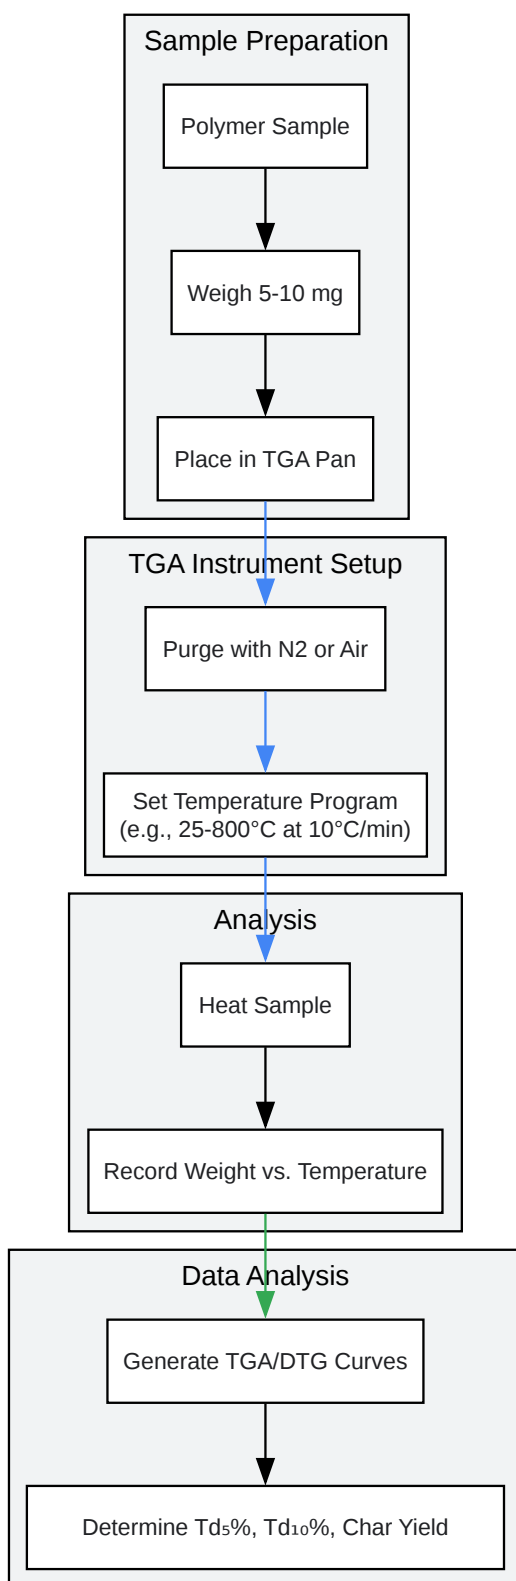 Sample Preparation
Polymer Sample
Weigh 5-10 mg
Place in TGA Pan
TGA Instrument Setup
Purge with N2 or Air
Set Temperature Program
(e.g., 25-800°C at 10°C/min)
Analysis
Heat Sample
Record Weight vs. Temperature
Data Analysis
Generate TGA/DTG Curves
Determine Td₅%, Td₁₀%, Char Yield